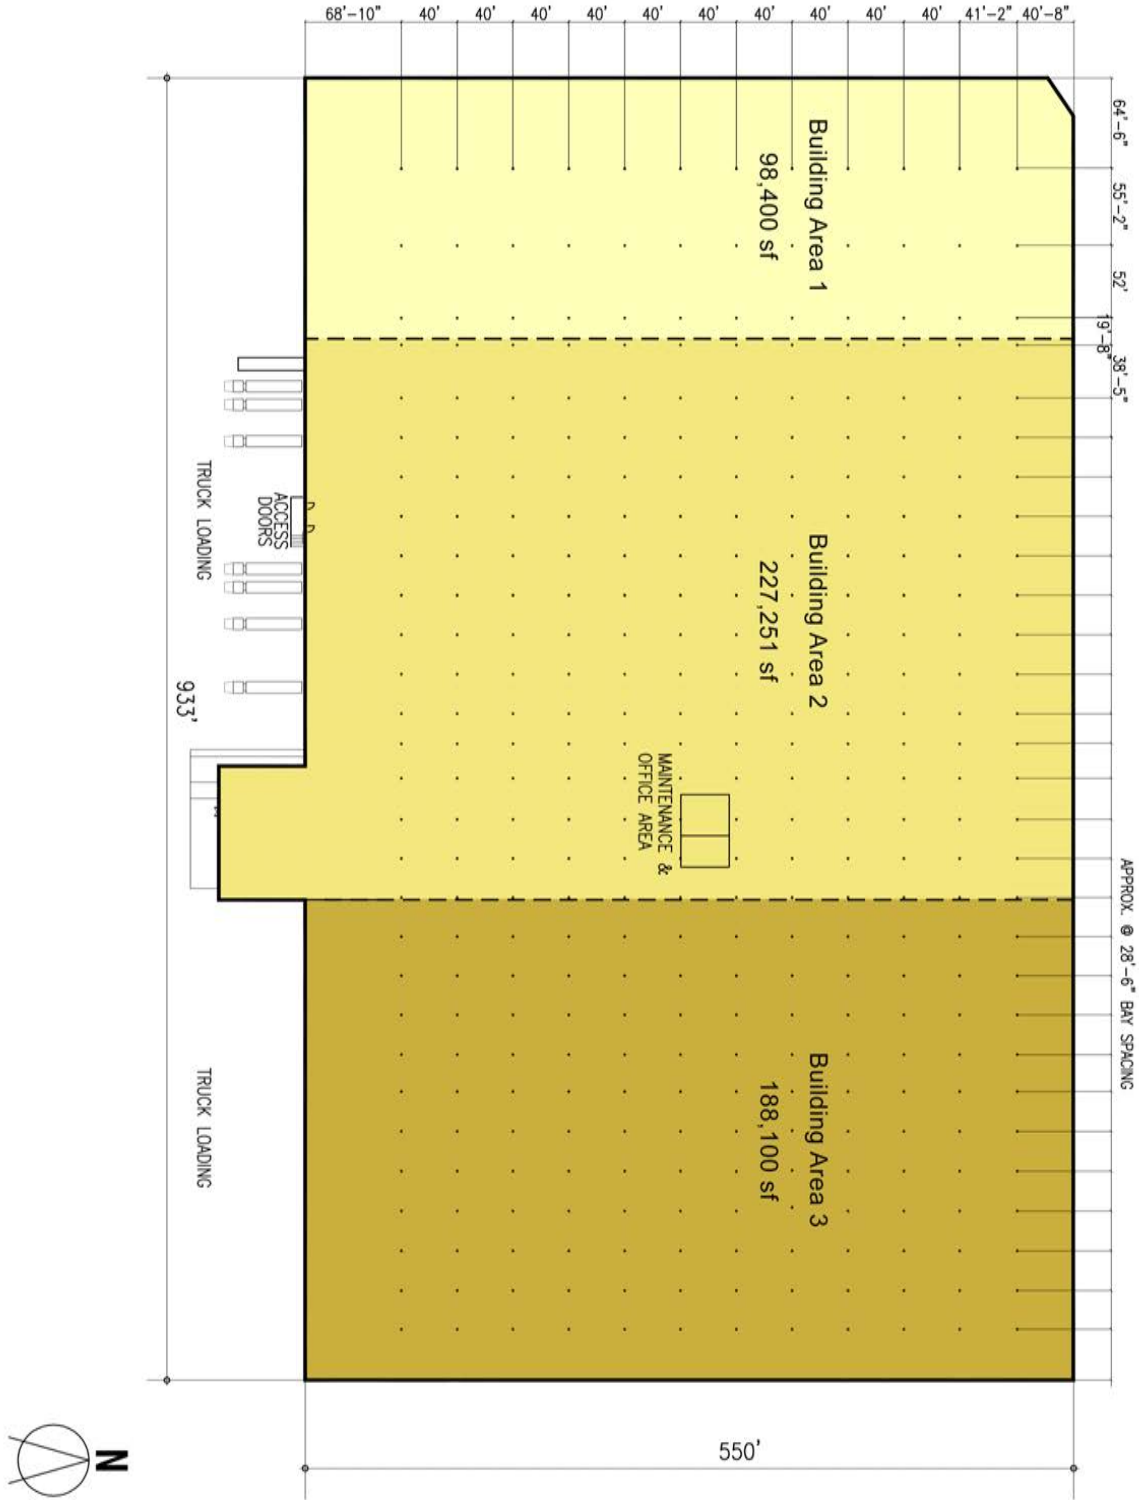 68'-10"
40'
40'
40'
40'
40'
40'
40'
40'
40'
40'
41'-2"
40'-8"
64'-6"
55'-2"
52'
19'-8"
38'-5"
APPROX. @ 28'-6" BAY SPACING
Building Area 1
98,400 sf
Building Area 2
227,251 sf
MAINTENANCE &
OFFICE AREA
Building Area 3
188,100 sf
ACCESS
DOORS
TRUCK LOADING
933'
TRUCK LOADING
550'
N